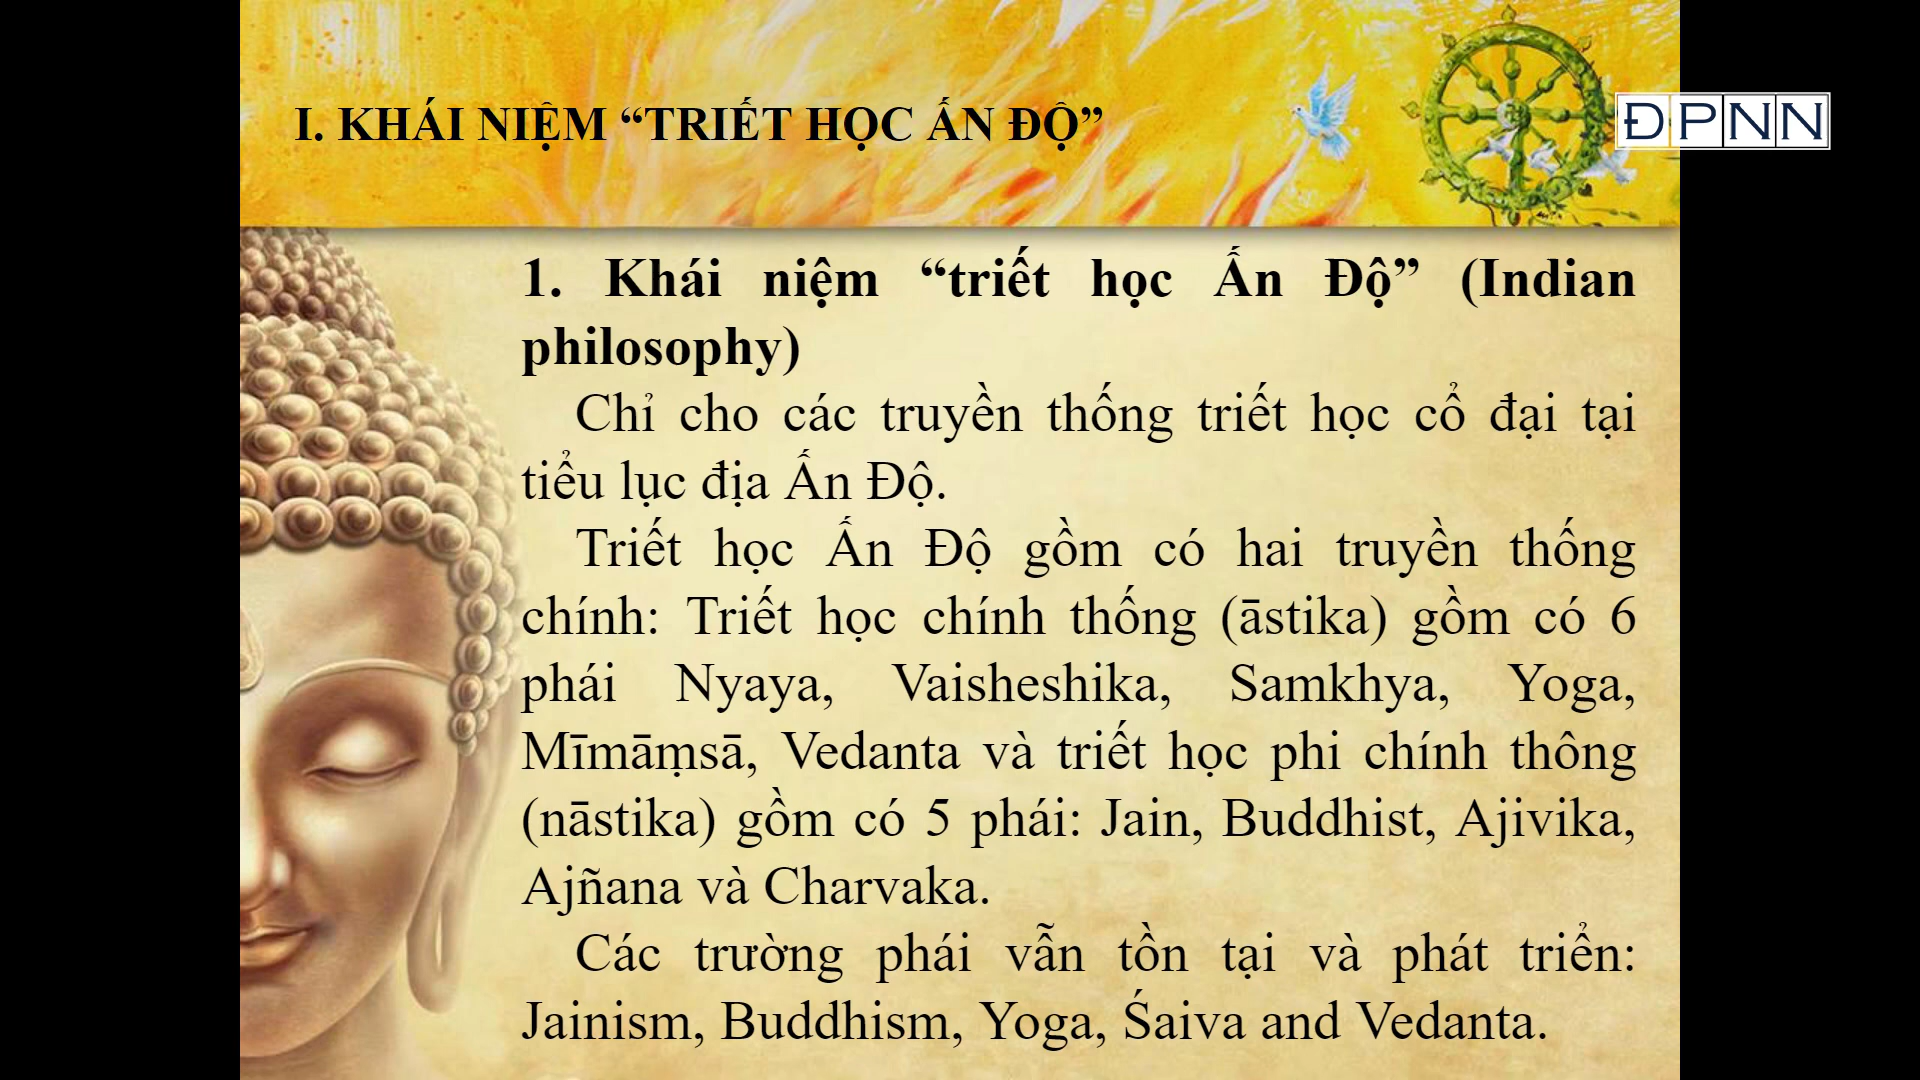 I. KHÁI NIỆM “TRIẾT HỌC ẤN ĐỘ”
ĐPNN
1. Khái niệm “triết học Ấn Độ” (Indian
philosophy)
Chỉ cho các truyền thống triết học cổ đại tại
tiểu lục địa Ấn Độ.
Triết học Ấn Độ gồm có hai truyền thống
chính: Triết học chính thống (āstika) gồm có 6
phái Nyaya, Vaisheshika, Samkhya, Yoga,
Mīmāṃsā, Vedanta và triết học phi chính thông
(nāstika) gồm có 5 phái: Jain, Buddhist, Ajivika,
Ajñana và Charvaka.
Các trường phái vẫn tồn tại và phát triển:
Jainism, Buddhism, Yoga, Śaiva and Vedanta.